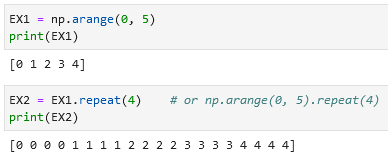 EX1 = np.arange(0, 5)
print(EX1)
[0 1 2 3 4]
EX2 = EX1.repeat(4)    # or np.arange(0, 5).repeat(4)
print(EX2)
[0 0 0 0 1 1 1 1 2 2 2 2 3 3 3 3 4 4 4 4]